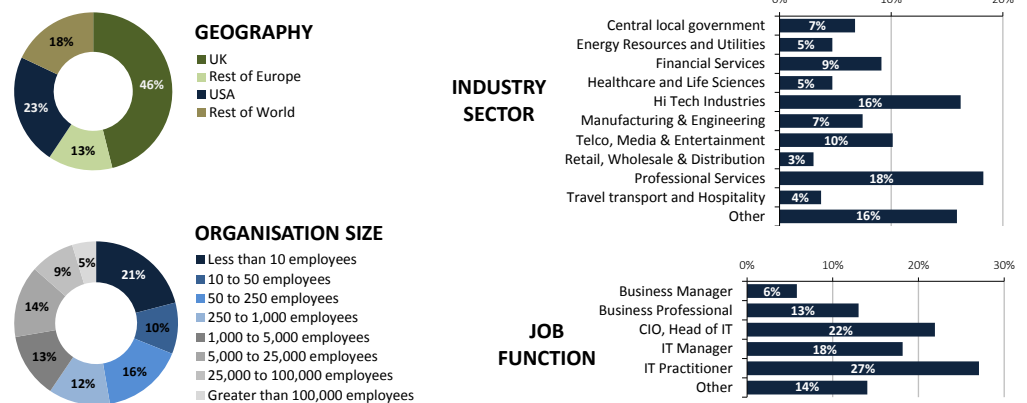 GEOGRAPHY
UK
Rest of Europe
USA
Rest of World
46%
13%
23%
18%
ORGANISATION SIZE
Less than 10 employees
10 to 50 employees
50 to 250 employees
250 to 1,000 employees
1,000 to 5,000 employees
5,000 to 25,000 employees
25,000 to 100,000 employees
Greater than 100,000 employees
21%
10%
16%
12%
13%
14%
9%
5%
INDUSTRY
SECTOR
0% 10% 20%
Central local government 7%
Energy Resources and Utilities 5%
Financial Services 9%
Healthcare and Life Sciences 5%
Hi Tech Industries 16%
Manufacturing & Engineering 7%
Telco, Media & Entertainment 10%
Retail, Wholesale & Distribution 3%
Professional Services 18%
Travel transport and Hospitality 4%
Other 16%
JOB
FUNCTION
0% 10% 20% 30%
Business Manager 6%
Business Professional 13%
CIO, Head of IT 22%
IT Manager 18%
IT Practitioner 27%
Other 14%